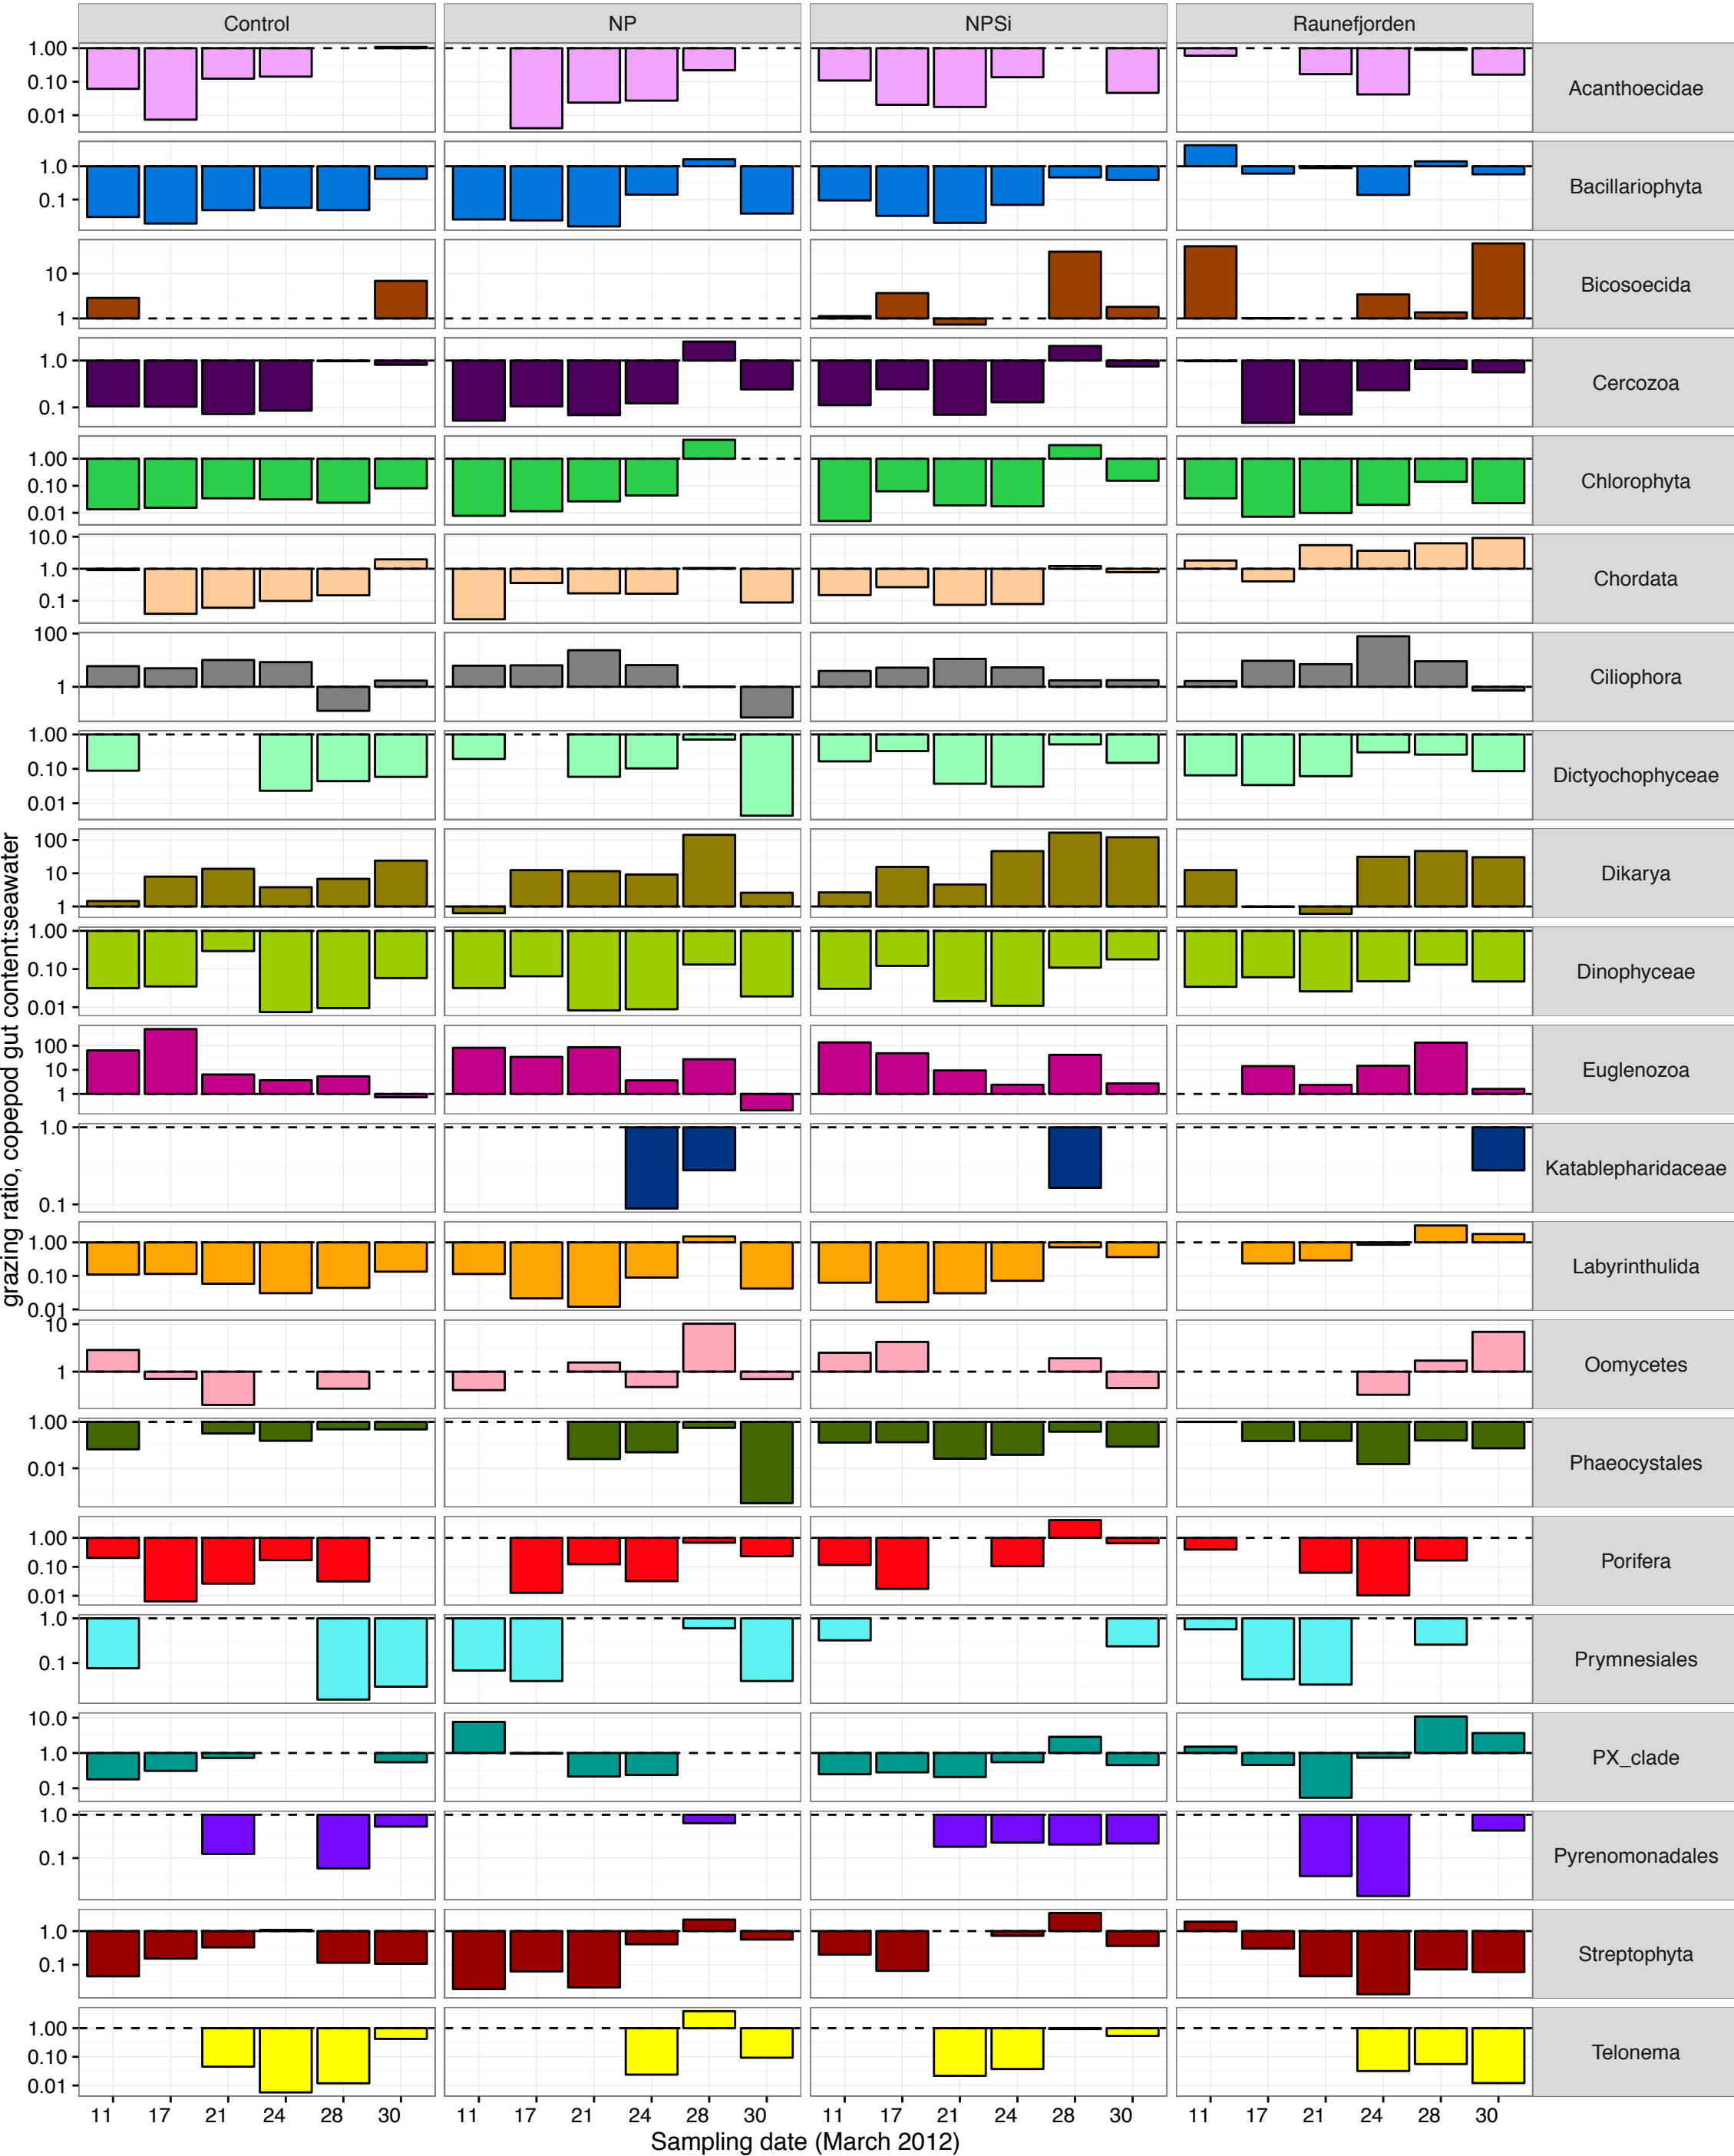 Control NP NPSi Raunefjorden
1.00
0.10
0.01
Acanthoecidae
1.0
0.1
Bacillariophyta
10
1
Bicosoecida
1.0
0.1
Cercozoa
1.00
0.10
0.01
Chlorophyta
10.0
1.0
0.1
Chordata
100
1
Ciliophora
1.00
0.10
0.01
Dictyochophyceae
100
10
1
Dikarya
1.00
0.10
0.01
Dinophyceae
100
10
1
Euglenozoa
1.0
0.1
Katablepharidaceae
1.00
0.10
0.01
Labyrinthulida
10
1
Oomycetes
1.00
0.01
Phaeocystales
1.00
0.10
0.01
Porifera
1.0
0.1
Prymnesiales
10.0
1.0
0.1
PX_clade
1.0
0.1
Pyrenomonadales
1.0
0.1
Streptophyta
1.00
0.10
0.01
Telonema
grazing ratio, copepod gut content:seawater
11 17 21 24 28 30 11 17 21 24 28 30 11 17 21 24 28 30 11 17 21 24 28 30
Sampling date (March 2012)